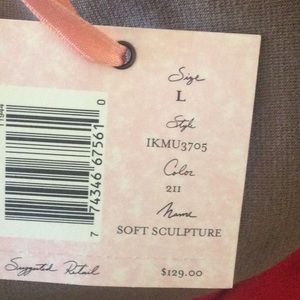 Size
L
Style
IKMU3705
Color
211
Name
SOFT SCULPTURE
7 74346 67561 0
Suggested Retail
$129.00